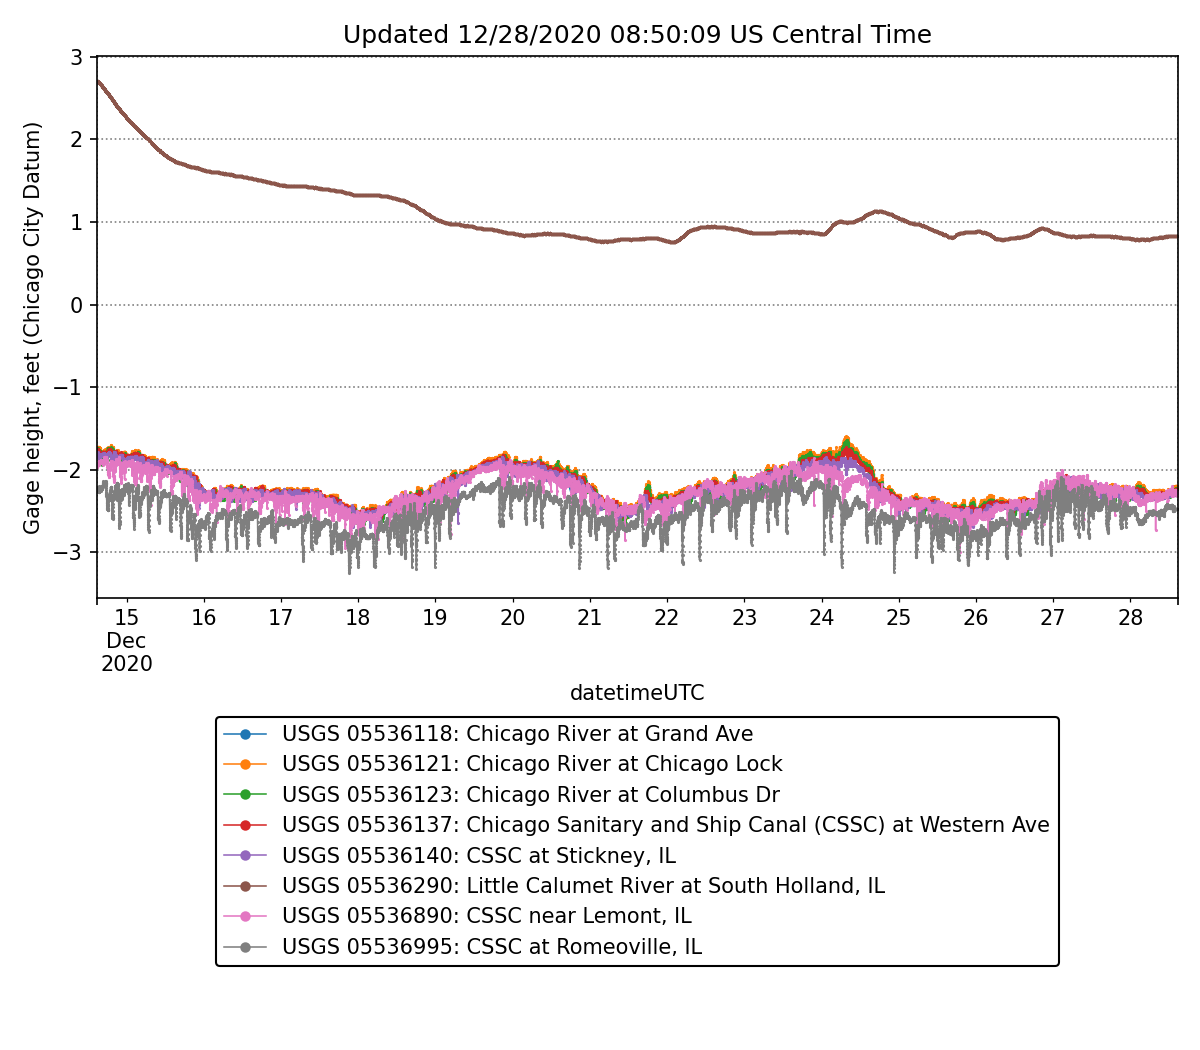 Updated 12/28/2020 08:50:09 US Central Time
Gage height, feet (Chicago City Datum)
3
2
1
0
−1
−2
−3
15 16 17 18 19 20 21 22 23 24 25 26 27 28
Dec
2020
datetimeUTC
USGS 05536118: Chicago River at Grand Ave
USGS 05536121: Chicago River at Chicago Lock
USGS 05536123: Chicago River at Columbus Dr
USGS 05536137: Chicago Sanitary and Ship Canal (CSSC) at Western Ave
USGS 05536140: CSSC at Stickney, IL
USGS 05536290: Little Calumet River at South Holland, IL
USGS 05536890: CSSC near Lemont, IL
USGS 05536995: CSSC at Romeoville, IL